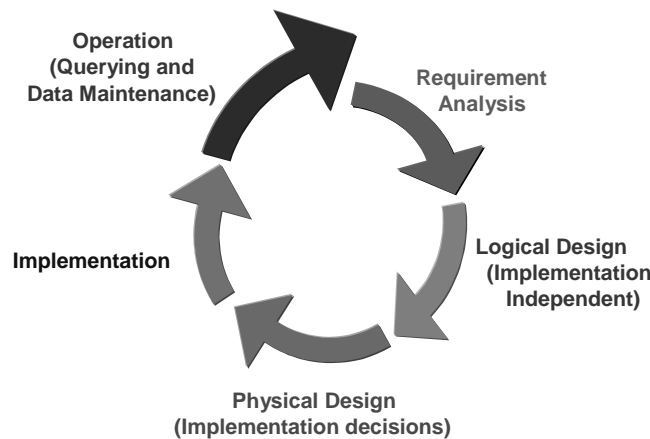 Operation
(Querying and
Data Maintenance)
Requirement
Analysis
Logical Design
(Implementation
Independent)
Physical Design
(Implementation decisions)
Implementation